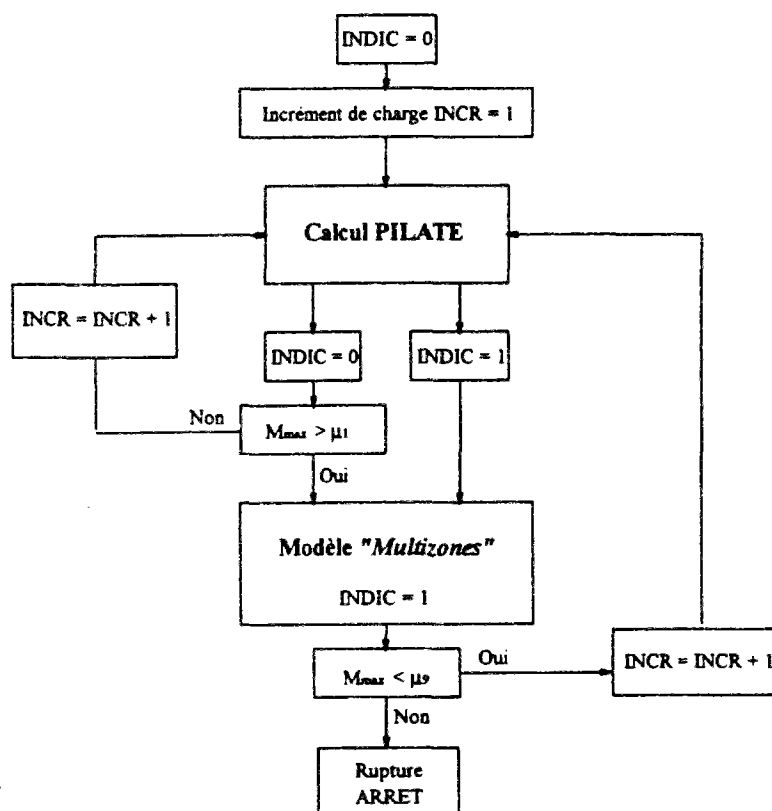 INDIC = 0
Incrément de charge INCR = 1
Calcul PILATE
INCR = INCR + 1
INDIC = 0
INDIC = 1
Non
Mmax > μ1
Oui
Modèle "Multizones"
INDIC = 1
Mmax < μ9
Oui
INCR = INCR + 1
Non
Rupture
ARRET